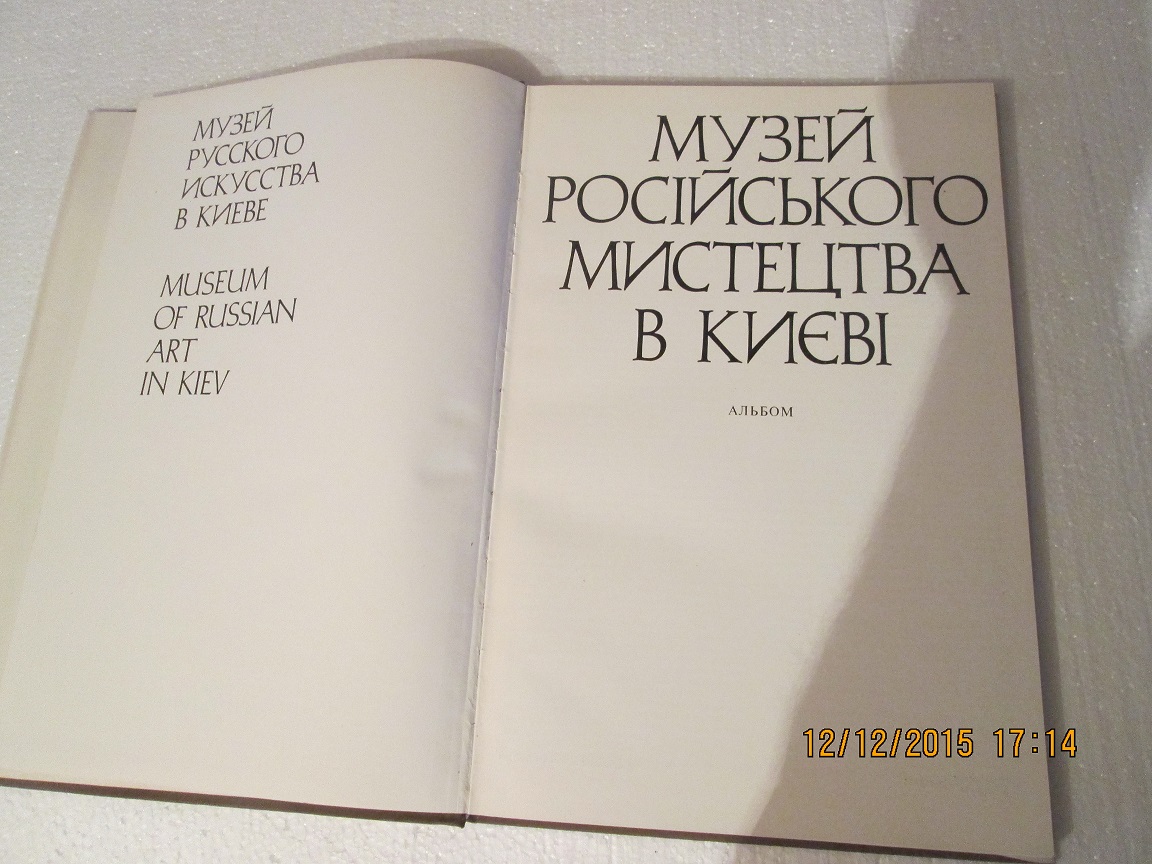 МУЗЕЙ
РУССКОГО
ИСКУССТВА
В КИЕВЕ
MUSEUM
OF RUSSIAN
ART
IN KIEV
МУЗЕЙ
РОСІЙСЬКОГО
МИСТЕЦТВА
В КИЄВІ
АЛЬБОМ
12/12/2015 17:14